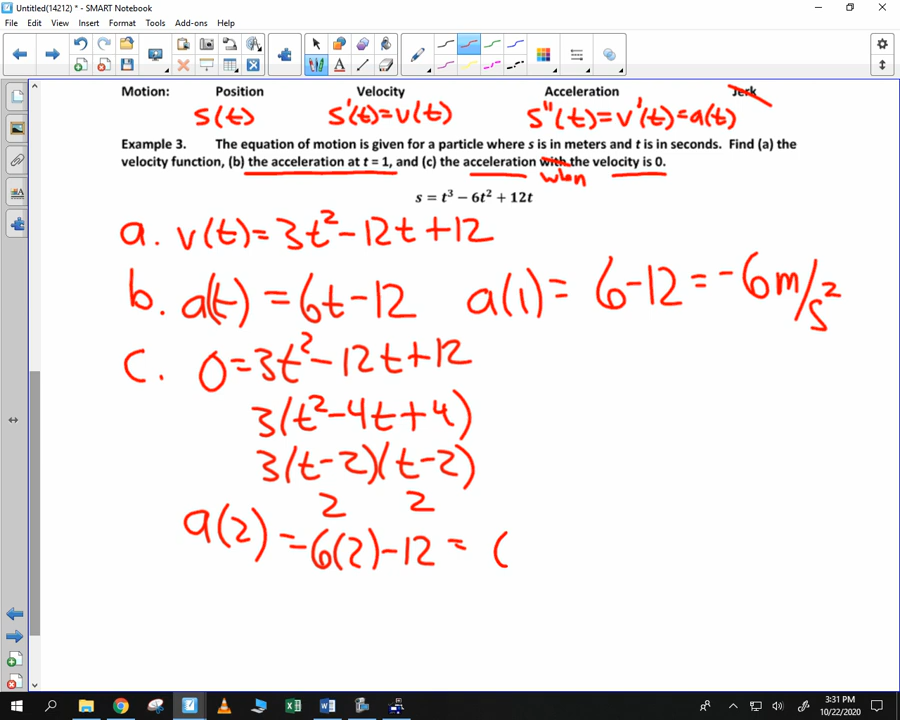 Untitled(14212) * - SMART Notebook
File Edit View Insert Format Tools Add-ons Help
Motion: Position Velocity Acceleration Jerk
s(t) s'(t)=v(t) s"(t)=v'(t)=a(t)
Example 3. The equation of motion is given for a particle where s is in meters and t is in seconds. Find (a) the
velocity function, (b) the acceleration at t = 1, and (c) the acceleration with the velocity is 0.
when
s = t³ − 6t² + 12t
a. v(t)=3t²-12t+12
b. a(t)=6t-12 a(1)=6-12=-6m/s²
c. 0=3t²-12t+12
3(t²-4t+4)
3(t-2)(t-2)
2 2
a(2)=-6(2)-12=(
3:31 PM
10/22/2020